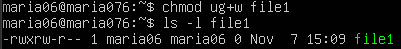 maria06@maria076:~$ chmod ug+w file1
maria06@maria076:~$ ls -l file1
-rwxrw-r-- 1 maria06 maria06 0 Nov  7 15:09 file1